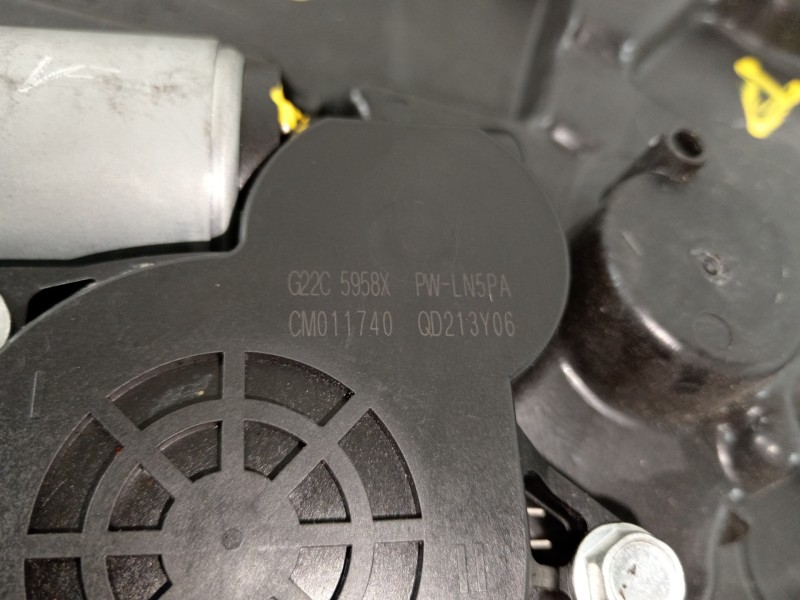 G22C 5958X PW-LN5PA
CM011740 QD213Y06